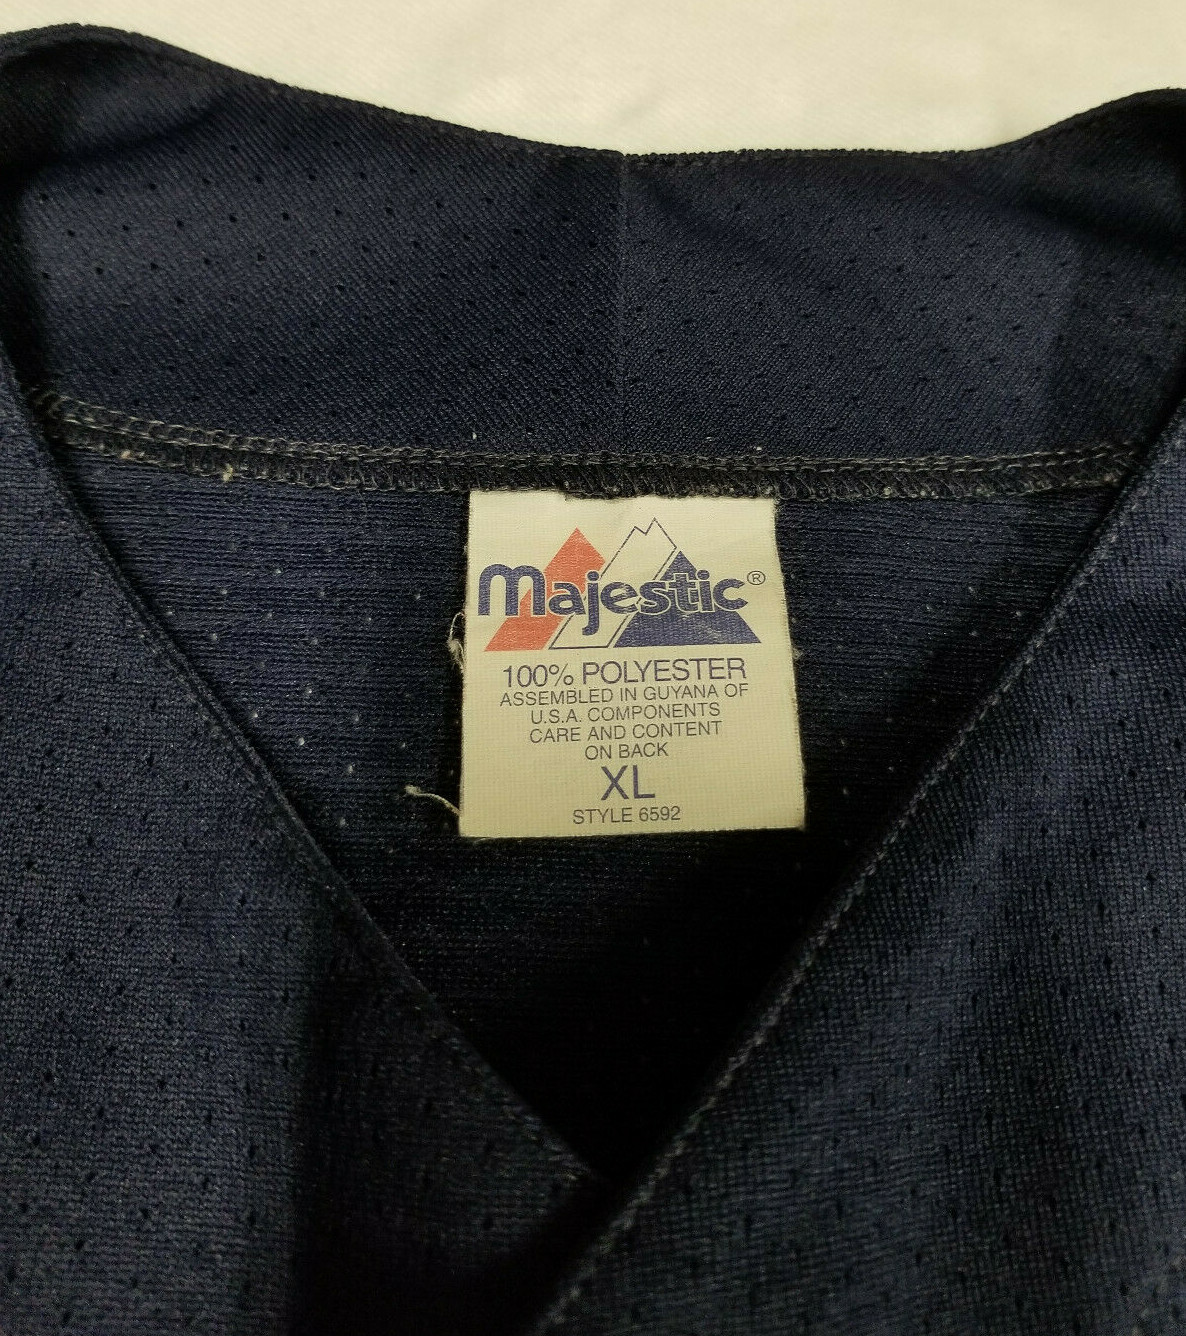 Majestic®
100% POLYESTER
ASSEMBLED IN GUYANA OF
U.S.A. COMPONENTS
CARE AND CONTENT
ON BACK
XL
STYLE 6592